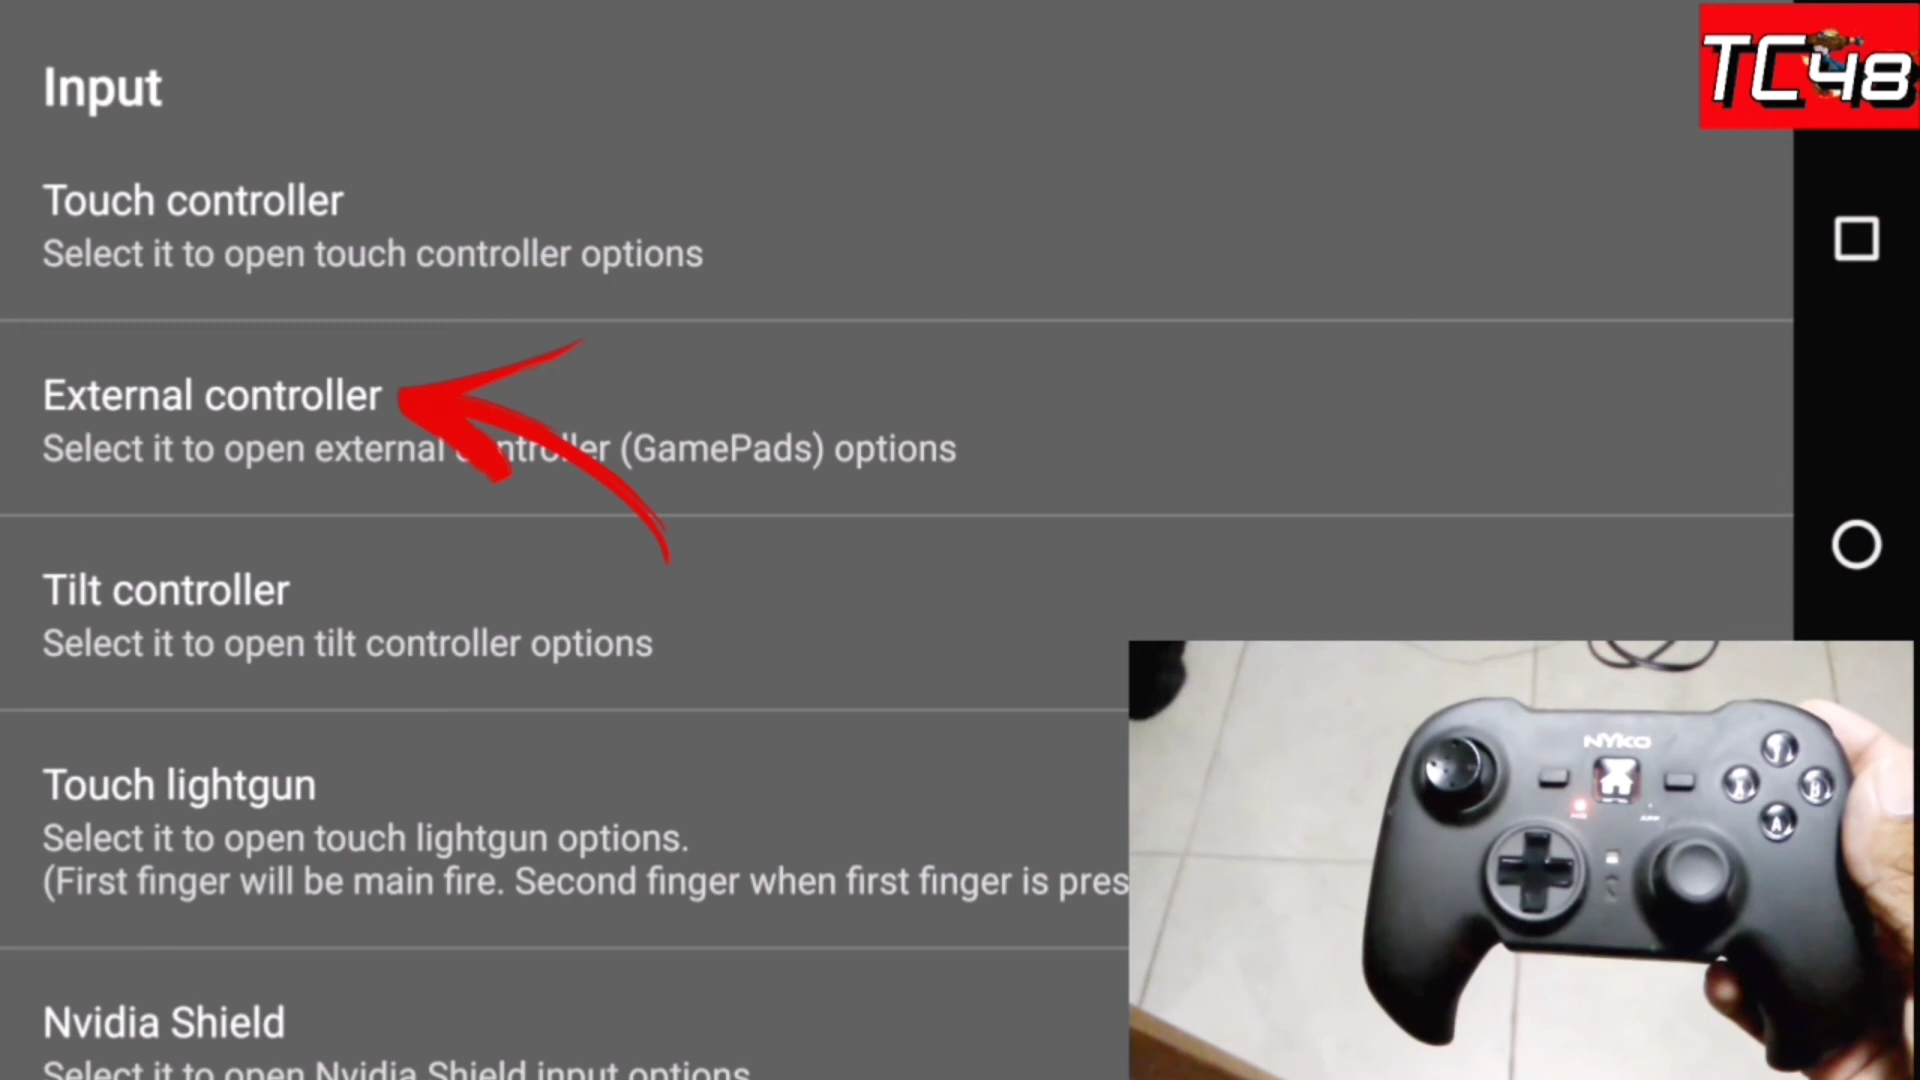 Input
TC48
Touch controller
Select it to open touch controller options
External controller
Select it to open external controller (GamePads) options
Tilt controller
Select it to open tilt controller options
Touch lightgun
Select it to open touch lightgun options.
(First finger will be main fire. Second finger when first finger is pres
Nvidia Shield
Select it to open Nvidia Shield input options
NYKO
B
A